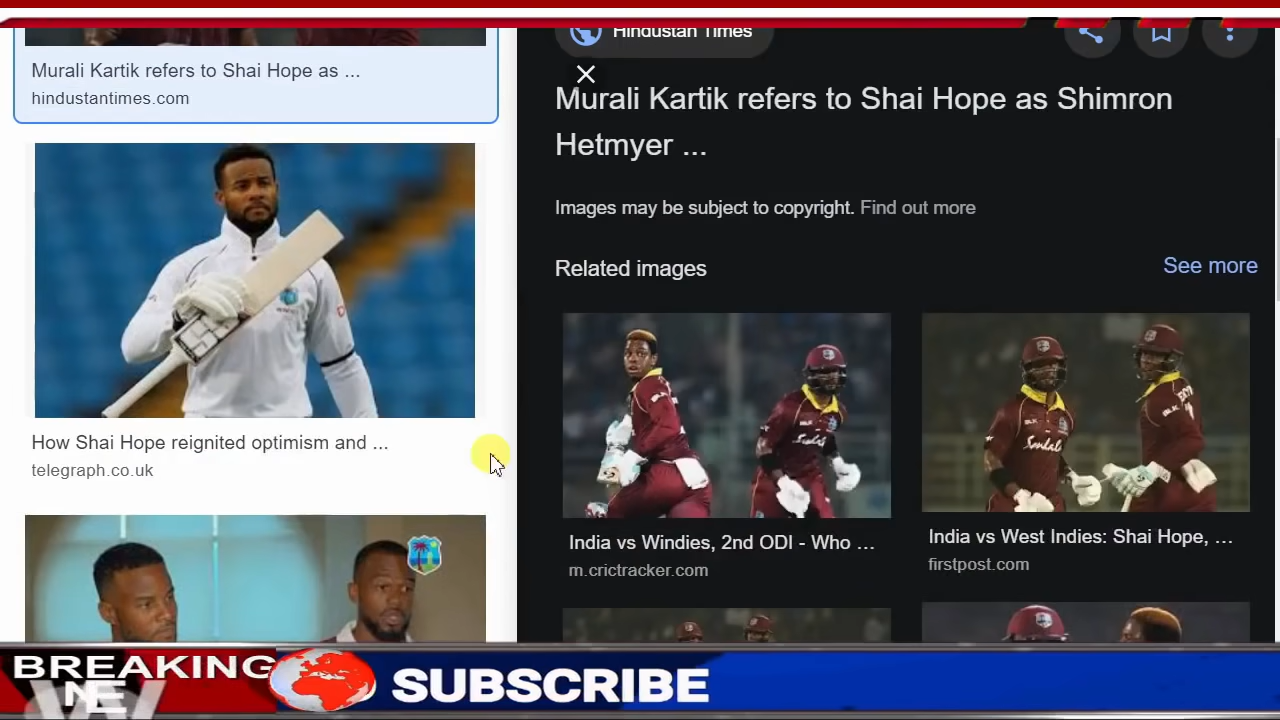 Murali Kartik refers to Shai Hope as ...
hindustantimes.com
How Shai Hope reignited optimism and ...
telegraph.co.uk
Hindustan Times
Murali Kartik refers to Shai Hope as Shimron
Hetmyer ...
Images may be subject to copyright. Find out more
Related images
See more
India vs Windies, 2nd ODI - Who ...
m.crictracker.com
India vs West Indies: Shai Hope, ...
firstpost.com
BREAKING
NEW
SUBSCRIBE